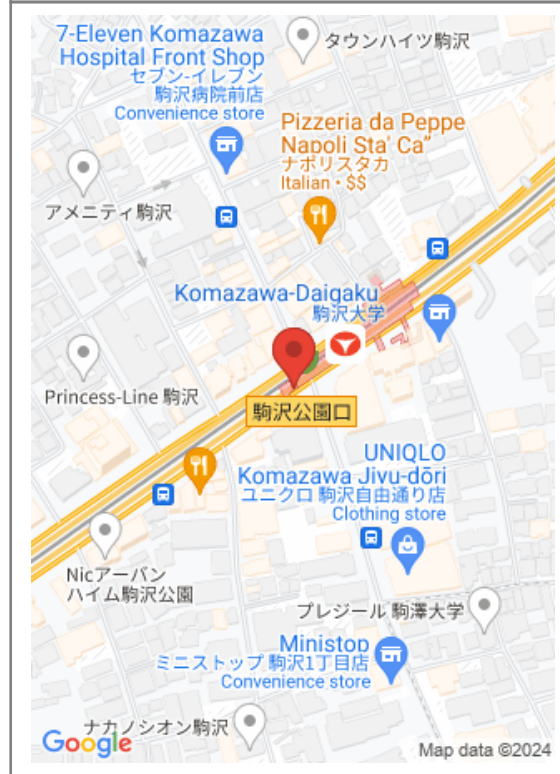 7-Eleven Komazawa
Hospital Front Shop
セブン-イレブン
駒沢病院前店
Convenience store
タウンハイツ駒沢
Pizzeria da Peppe
Napoli Sta' Ca”
ナポリスタカ
Italian • $$
アメニティ駒沢
Komazawa-Daigaku
駒沢大学
Princess-Line 駒沢
駒沢公園口
UNIQLO
Komazawa Jiyu-dōri
ユニクロ 駒沢自由通り店
Clothing store
Nicアーバン
ハイム駒沢公園
プレジール 駒澤大学
Ministop
ミニストップ 駒沢1丁目店
Convenience store
ナカノシオン駒沢
Google
Map data ©2024